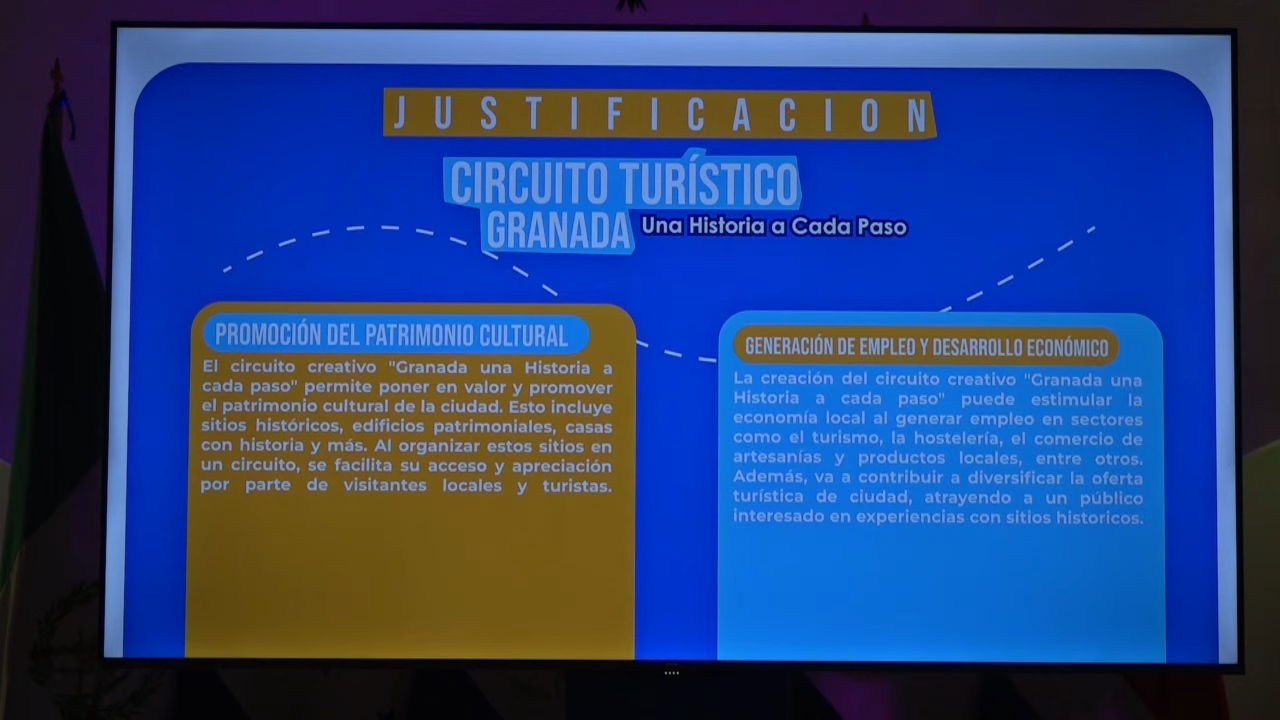 JUSTIFICACION
CIRCUITO TURÍSTICO
GRANADA Una Historia a Cada Paso
PROMOCIÓN DEL PATRIMONIO CULTURAL
El circuito creativo "Granada una Historia a
cada paso" permite poner en valor y promover
el patrimonio cultural de la ciudad. Esto incluye
sitios históricos, edificios patrimoniales, casas
con historia y más. Al organizar estos sitios en
un circuito, se facilita su acceso y apreciación
por parte de visitantes locales y turistas.
GENERACIÓN DE EMPLEO Y DESARROLLO ECONÓMICO
La creación del circuito creativo "Granada una
Historia a cada paso" puede estimular la
economía local al generar empleo en sectores
como el turismo, la hostelería, el comercio de
artesanías y productos locales, entre otros.
Además, va a contribuir a diversificar la oferta
turística de ciudad, atrayendo a un público
interesado en experiencias con sitios historicos.